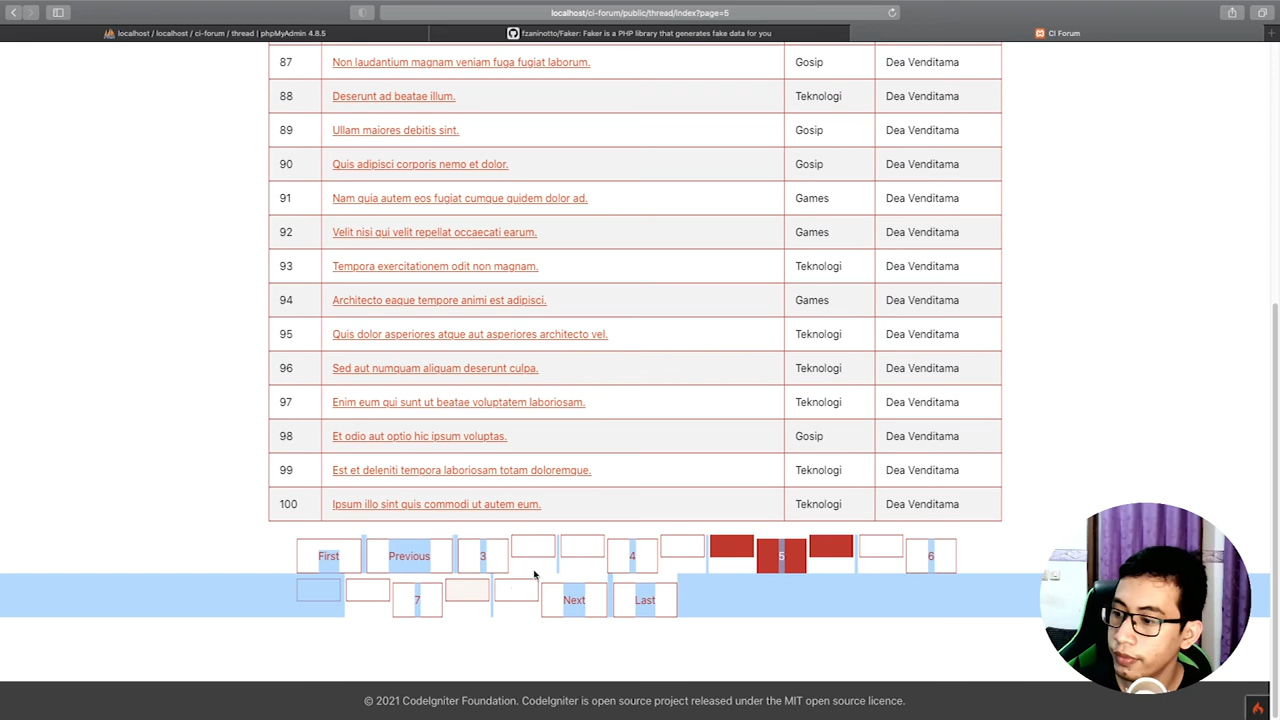 localhost/ci-forum/public/thread/index?page=5
localhost / localhost / ci-forum / thread | phpMyAdmin 4.8.5
fzaninotto/Faker: Faker is a PHP library that generates fake data for you
CI Forum
87 Non laudantium magnam veniam fuga fugiat laborum. Gosip Dea Venditama
88 Deserunt ad beatae illum. Teknologi Dea Venditama
89 Ullam maiores debitis sint. Gosip Dea Venditama
90 Quis adipisci corporis nemo et dolor. Gosip Dea Venditama
91 Nam quia autem eos fugiat cumque quidem dolor ad. Games Dea Venditama
92 Velit nisi qui velit repellat occaecati earum. Games Dea Venditama
93 Tempora exercitationem odit non magnam. Teknologi Dea Venditama
94 Architecto eaque tempore animi est adipisci. Games Dea Venditama
95 Quis dolor asperiores atque aut asperiores architecto vel. Teknologi Dea Venditama
96 Sed aut numquam aliquam deserunt culpa. Teknologi Dea Venditama
97 Enim eum qui sunt ut beatae voluptatem laboriosam. Teknologi Dea Venditama
98 Et odio aut optio hic ipsum voluptas. Gosip Dea Venditama
99 Est et deleniti tempora laboriosam totam doloremque. Teknologi Dea Venditama
100 Ipsum illo sint quis commodi ut autem eum. Teknologi Dea Venditama
First Previous 3 4 5 6
7 Next Last
© 2021 CodeIgniter Foundation. CodeIgniter is open source project released under the MIT open source licence.